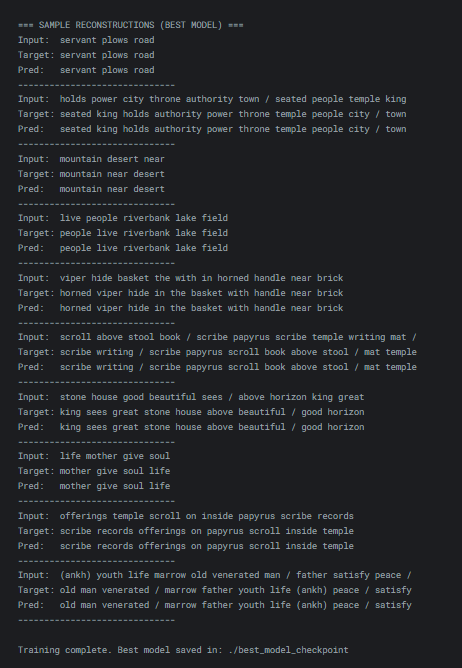 === SAMPLE RECONSTRUCTIONS (BEST MODEL) ===
Input:  servant plows road
Target: servant plows road
Pred:   servant plows road
------------------------------
Input:  holds power city throne authority town / seated people temple king
Target: seated king holds authority power throne temple people city / town
Pred:   seated king holds authority power throne temple people city / town
------------------------------
Input:  mountain desert near
Target: mountain near desert
Pred:   mountain near desert
------------------------------
Input:  live people riverbank lake field
Target: people live riverbank lake field
Pred:   people live riverbank lake field
------------------------------
Input:  viper hide basket the with in horned handle near brick
Target: horned viper hide in the basket with handle near brick
Pred:   horned viper hide in the basket with handle near brick
------------------------------
Input:  scroll above stool book / scribe papyrus scribe temple writing mat /
Target: scribe writing / scribe papyrus scroll book above stool / mat temple
Pred:   scribe writing / scribe papyrus scroll book above stool / mat temple
------------------------------
Input:  stone house good beautiful sees / above horizon king great
Target: king sees great stone house above beautiful / good horizon
Pred:   king sees great stone house above beautiful / good horizon
------------------------------
Input:  life mother give soul
Target: mother give soul life
Pred:   mother give soul life
------------------------------
Input:  offerings temple scroll on inside papyrus scribe records
Target: scribe records offerings on papyrus scroll inside temple
Pred:   scribe records offerings on papyrus scroll inside temple
------------------------------
Input:  (ankh) youth life marrow old venerated man / father satisfy peace /
Target: old man venerated / marrow father youth life (ankh) peace / satisfy
Pred:   old man venerated / marrow father youth life (ankh) peace / satisfy
------------------------------
Training complete. Best model saved in: ./best_model_checkpoint